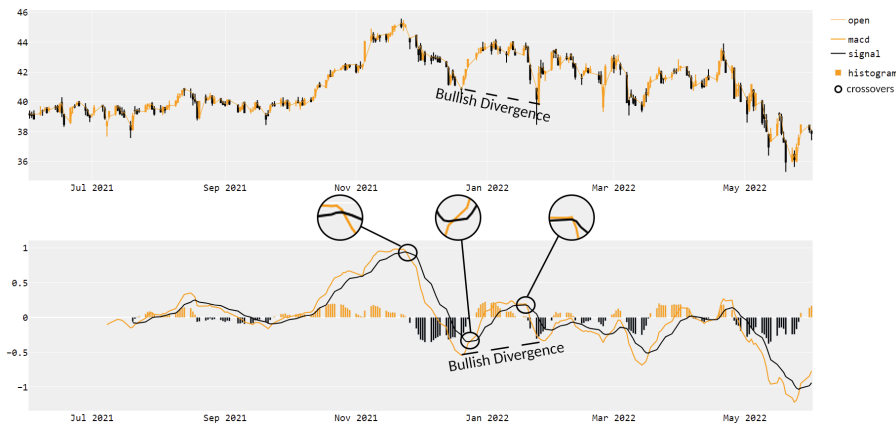 46
44
42
40
38
36
Bullish Divergence
Jul 2021
Sep 2021
Nov 2021
Jan 2022
Mar 2022
May 2022
open
macd
signal
histogram
crossovers
1
0.5
0
−0.5
−1
Bullish Divergence
Jul 2021
Sep 2021
Nov 2021
Jan 2022
Mar 2022
May 2022